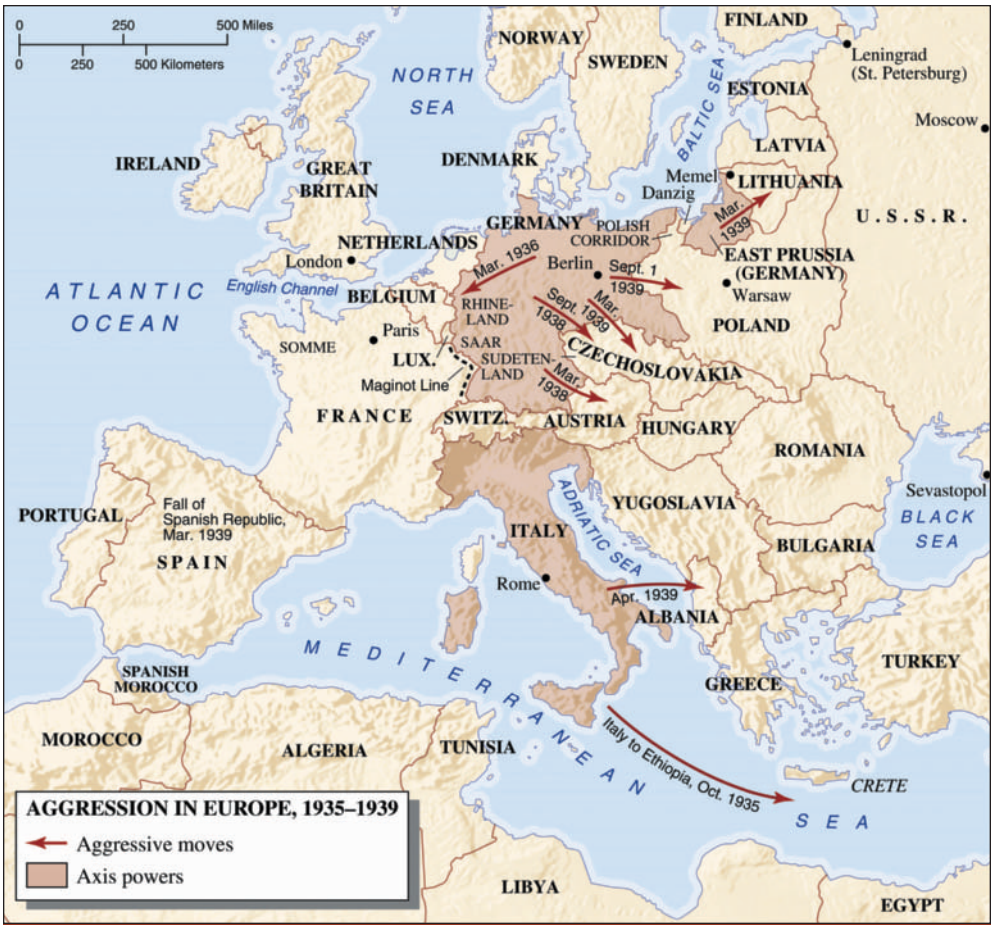 0 250 500 Miles
0 250 500 Kilometers
NORWAY
SWEDEN
FINLAND
Leningrad
(St. Petersburg)
NORTH
SEA
BALTIC SEA
ESTONIA
Moscow
LATVIA
IRELAND
GREAT
BRITAIN
DENMARK
Memel
LITHUANIA
Danzig
Mar.
1939
U.S.S.R.
GERMANY
POLISH
CORRIDOR
NETHERLANDS
Mar. 1936
EAST PRUSSIA
(GERMANY)
London
Berlin
Sept. 1
1939
Warsaw
ATLANTIC
OCEAN
English Channel
BELGIUM
RHINE-
LAND
Sept.
1938
Mar.
1939
POLAND
Paris
SOMME
LUX.
SAAR
SUDETEN-
LAND
CZECHOSLOVAKIA
Maginot Line
Mar.
1938
FRANCE
SWITZ.
AUSTRIA
HUNGARY
ROMANIA
Sevastopol
BLACK
SEA
PORTUGAL
Fall of
Spanish Republic,
Mar. 1939
SPAIN
ADRIATIC SEA
YUGOSLAVIA
ITALY
BULGARIA
Rome
Apr. 1939
ALBANIA
MEDITERRANEAN
SEA
SPANISH
MOROCCO
GREECE
TURKEY
MOROCCO
ALGERIA
TUNISIA
Italy to Ethiopia, Oct. 1935
CRETE
AGGRESSION IN EUROPE, 1935–1939
Aggressive moves
Axis powers
LIBYA
EGYPT